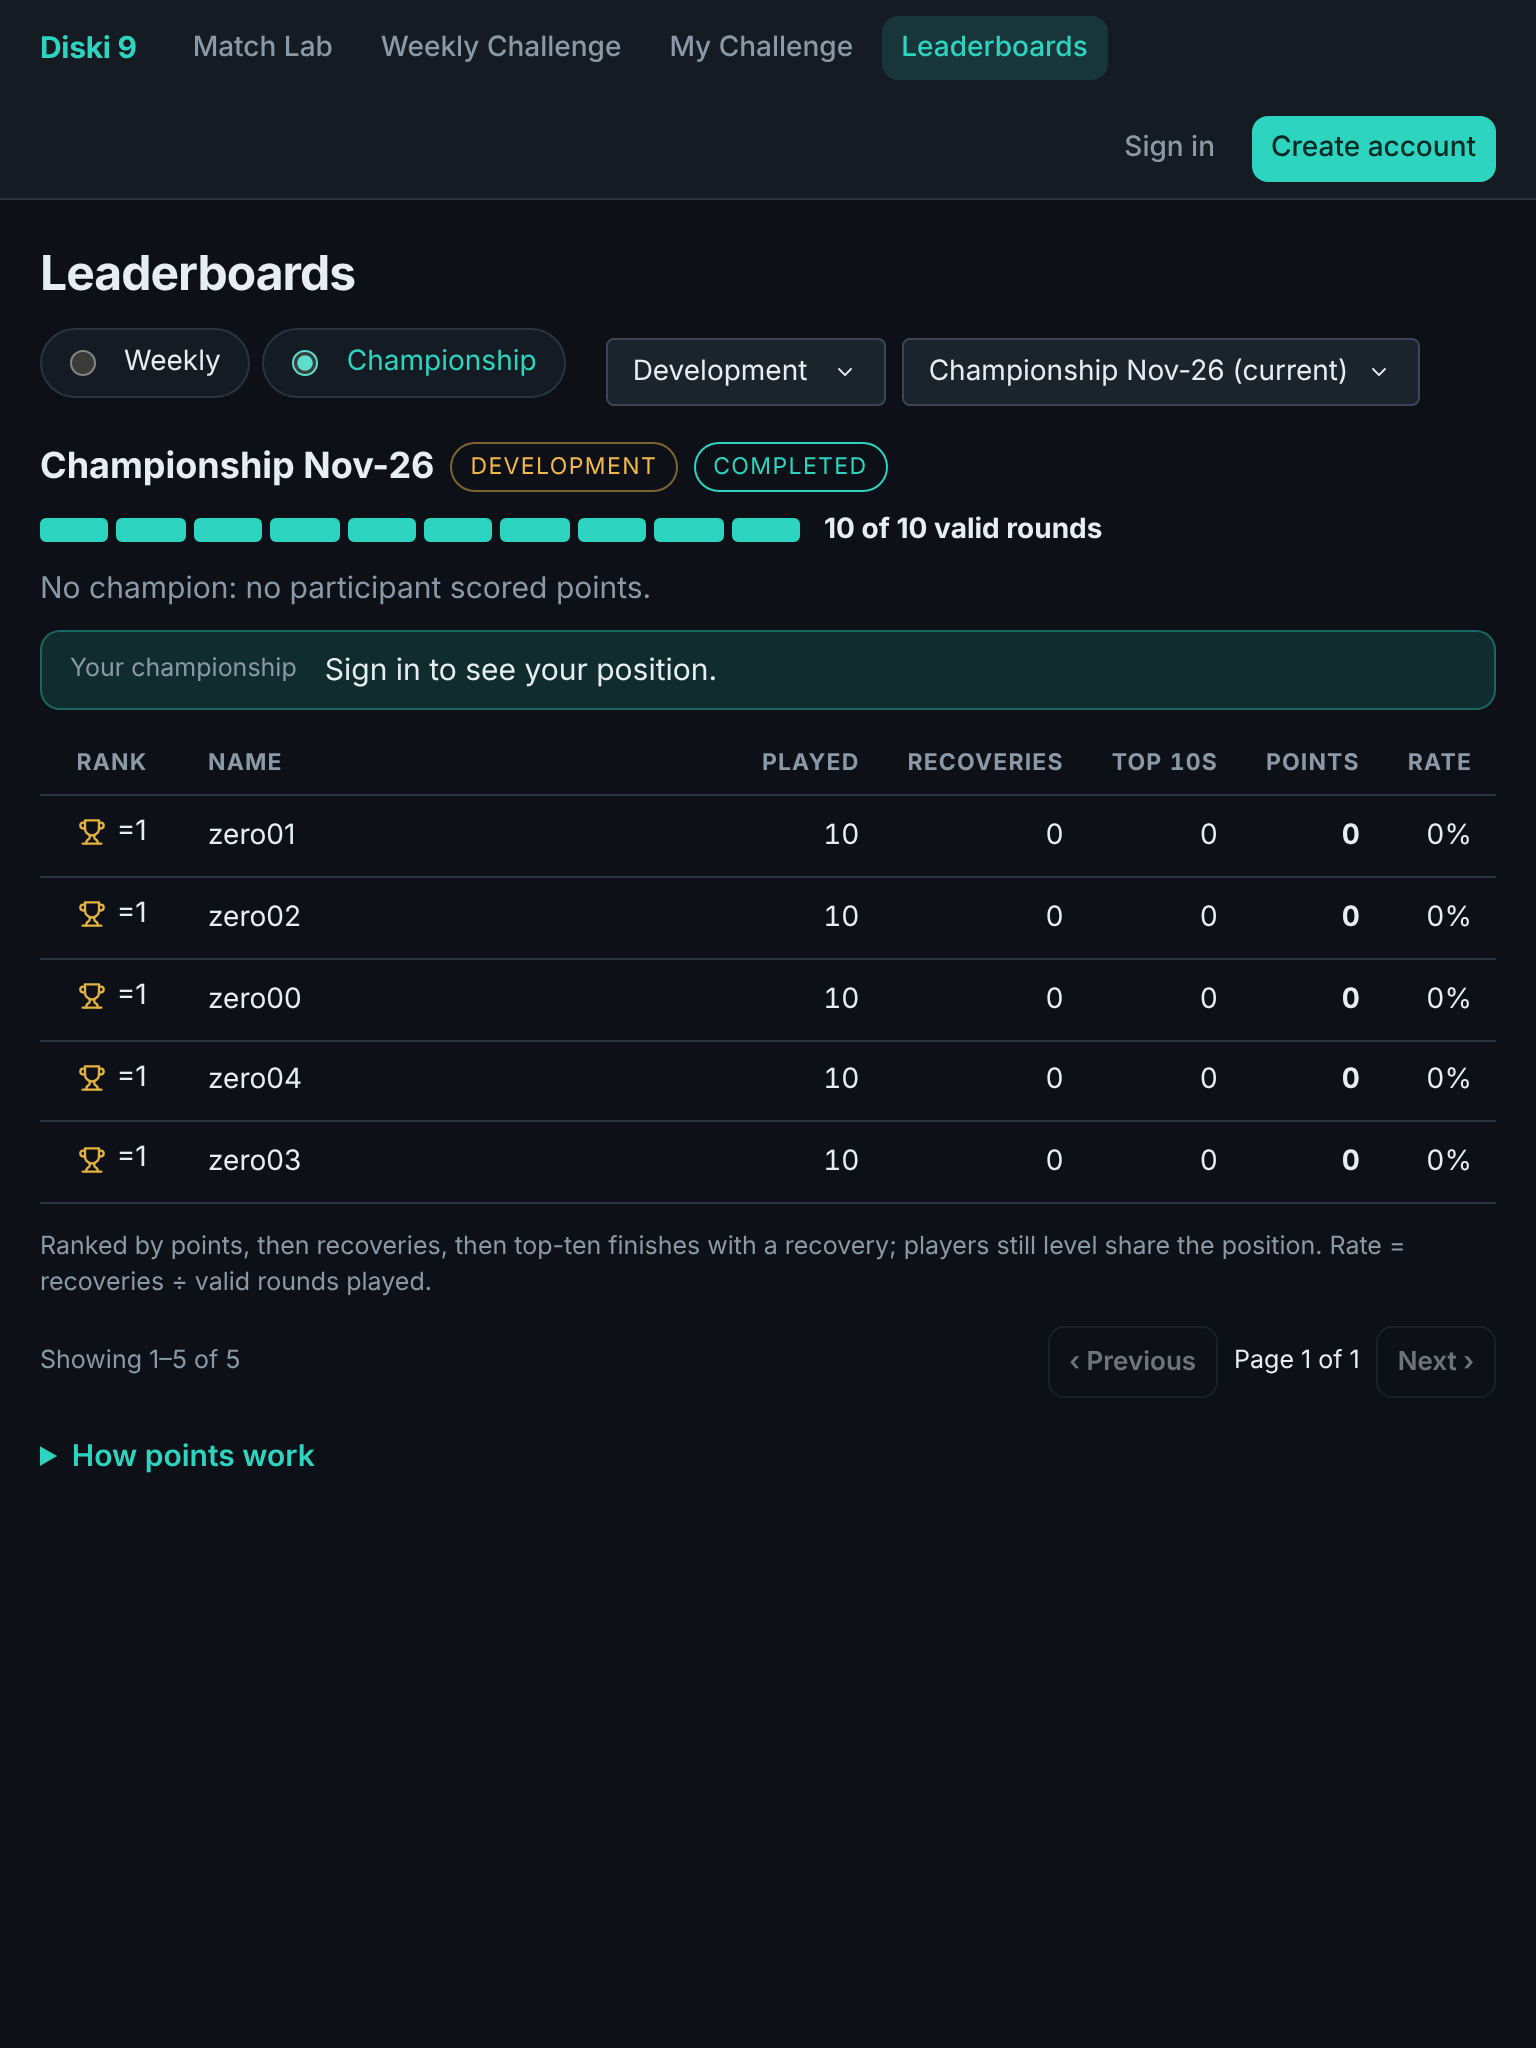 Diski 9 Match Lab Weekly Challenge My Challenge Leaderboards
Sign in Create account
Leaderboards
Weekly Championship Development Championship Nov-26 (current)
Championship Nov-26 DEVELOPMENT COMPLETED
10 of 10 valid rounds
No champion: no participant scored points.
Your championship Sign in to see your position.
RANK NAME PLAYED RECOVERIES TOP 10S POINTS RATE
=1 zero01 10 0 0 0 0%
=1 zero02 10 0 0 0 0%
=1 zero00 10 0 0 0 0%
=1 zero04 10 0 0 0 0%
=1 zero03 10 0 0 0 0%
Ranked by points, then recoveries, then top-ten finishes with a recovery; players still level share the position. Rate =
recoveries ÷ valid rounds played.
Showing 1–5 of 5 ‹ Previous Page 1 of 1 Next ›
How points work